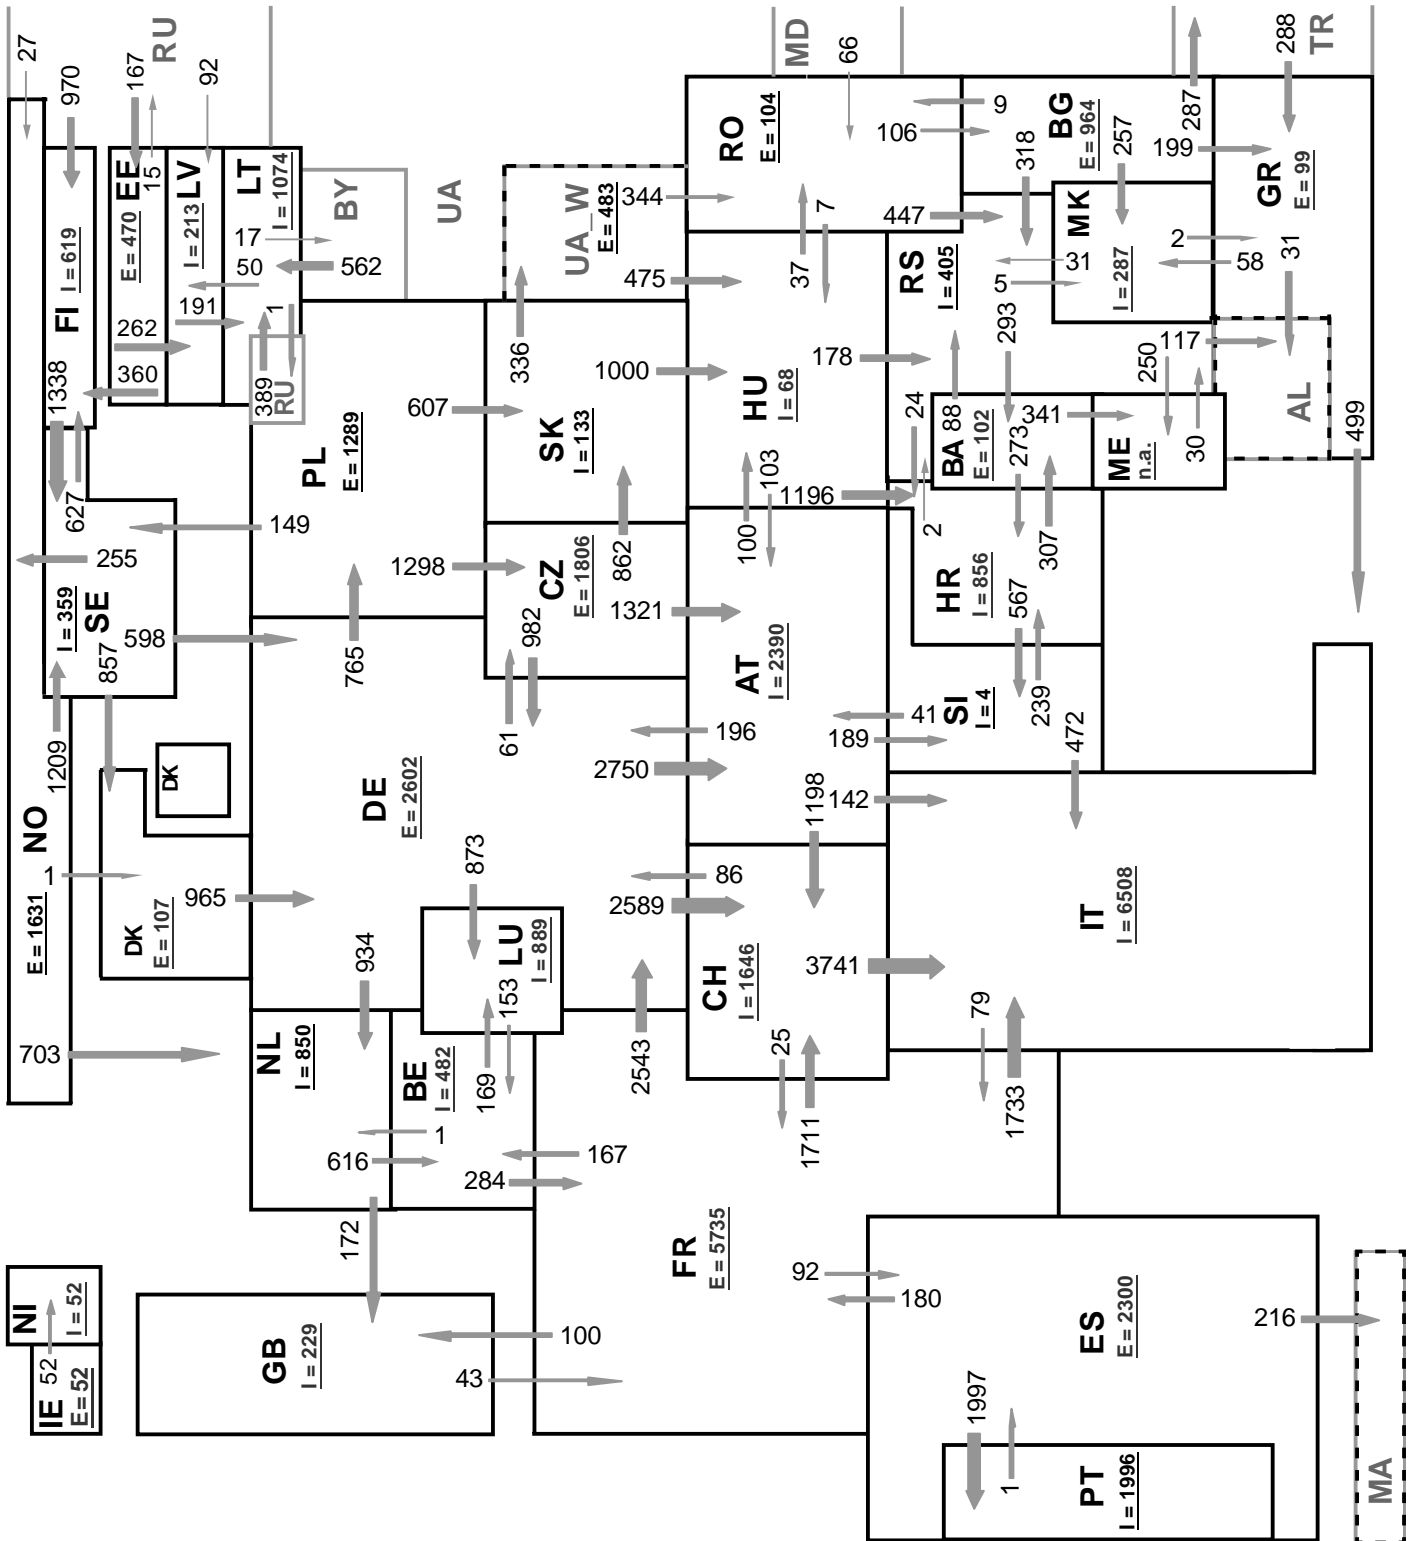 27
970
RU
167
15
92
MD
66
287
288
TR
FI
I = 619
EE
E = 470
LV
I = 213
LT
I = 1074
BY
UA
UA_W
E = 483
344
RO
E = 104
9
106
BG
E = 964
318
257
199
GR
E = 99
17
50
562
191
1
262
360
1338
627
389
RU
475
37
7
447
RS
I = 405
MK
I = 287
31
5
2
58
31
336
1000
178
293
250
117
30
AL
499
PL
E = 1289
607
SK
I = 133
HU
I = 68
24
BA
E = 102
88
273
341
ME
n.a.
149
255
I = 359
SE
598
857
1298
CZ
E = 1806
862
100
103
1196
2
307
HR
I = 856
567
239
765
61
982
1321
AT
I = 2390
196
2750
41
189
SI
I = 4
472
1209
NO
E = 1631
DK
1
DK
E = 107
965
DE
E = 2602
873
1198
142
86
2589
IT
I = 6508
703
934
LU
I = 889
153
169
2543
CH
I = 1646
3741
79
1733
NL
I = 850
BE
I = 482
1
616
167
284
25
1711
172
FR
E = 5735
92
180
NI
I = 52
IE
E = 52
52
GB
I = 229
100
43
ES
E = 2300
216
1997
1
PT
I = 1996
MA